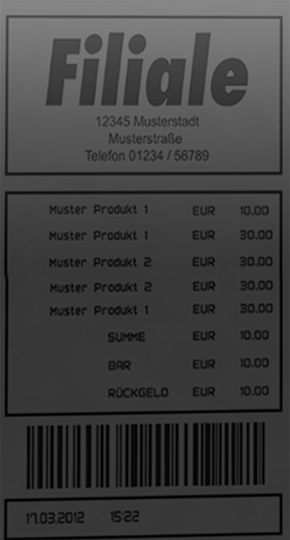 Filiale
12345 Musterstadt
Musterstraße
Telefon 01234 / 56789
Muster Produkt 1 EUR 10.00
Muster Produkt 1 EUR 30.00
Muster Produkt 2 EUR 30.00
Muster Produkt 2 EUR 30.00
Muster Produkt 1 EUR 30.00
SUMME EUR 10.00
BAR EUR 10.00
RÜCKGELD EUR 10.00
17.03.2012 15:22